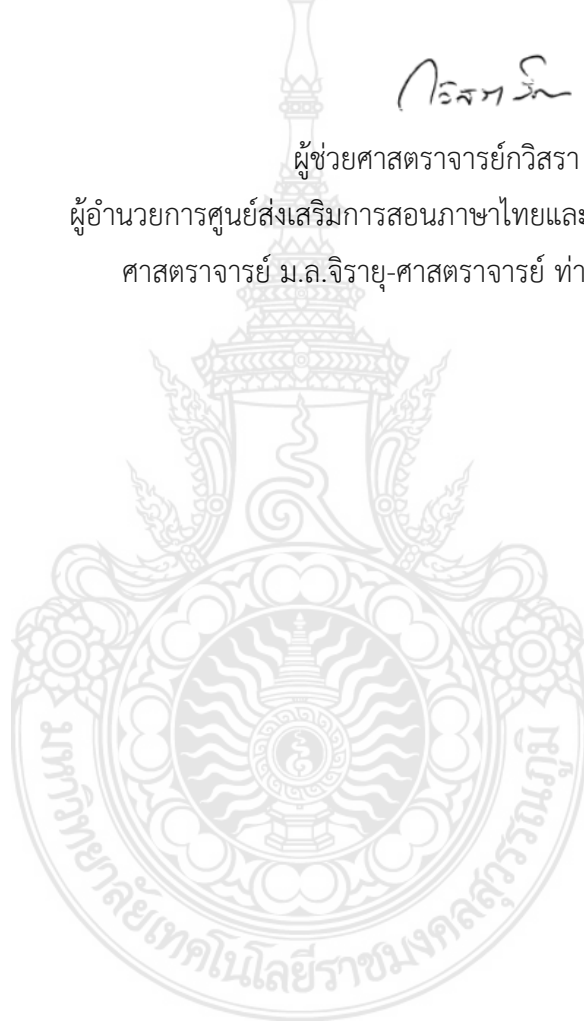 ผู้ช่วยศาสตราจารย์กวิสรา
ผู้อำนวยการศูนย์ส่งเสริมการสอนภาษาไทยและ
ศาสตราจารย์ ม.ล.จิรายุ-ศาสตราจารย์ ท่า
มหาวิทยาลัยเทคโนโลยีราชมงคลสุวรรณภูมิ